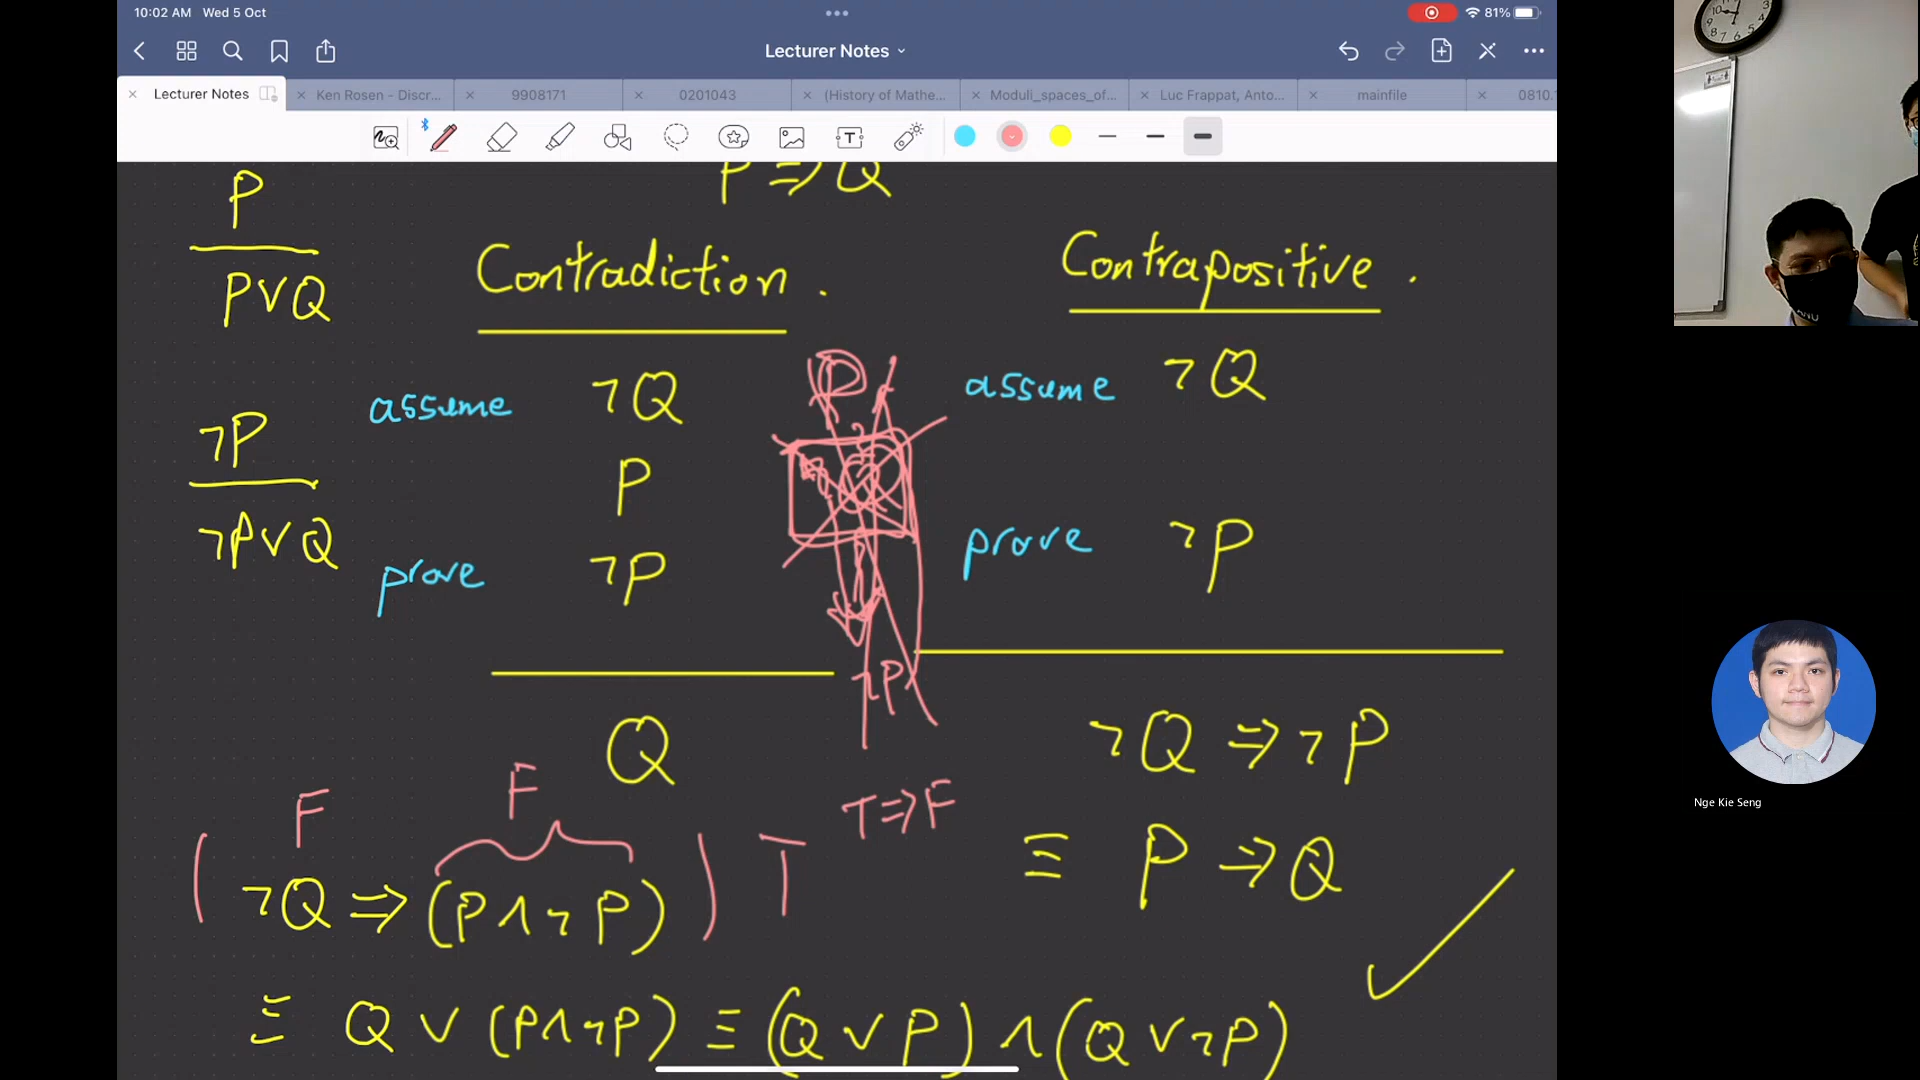 10:02 AM Wed 5 Oct
81%
Lecturer Notes
Lecturer Notes
Ken Rosen - Discr...
9908171
0201043
(History of Mathe...
Moduli_spaces_of...
Luc Frappat, Anto...
mainfile
0810.
P ⇒ Q
P
P∨Q
¬P
¬P∨Q
Contradiction.
assume ¬Q
P
prove ¬P
Q
P
¬P
T⇒F
Contrapositive.
assume ¬Q
prove ¬P
¬Q ⇒ ¬P
≡ P ⇒ Q
F F
( ¬Q ⇒ (P∧¬P) ) T
≡ Q ∨ (P∧¬P) ≡ (Q ∨ P) ∧ (Q ∨ ¬P)
Nge Kie Seng